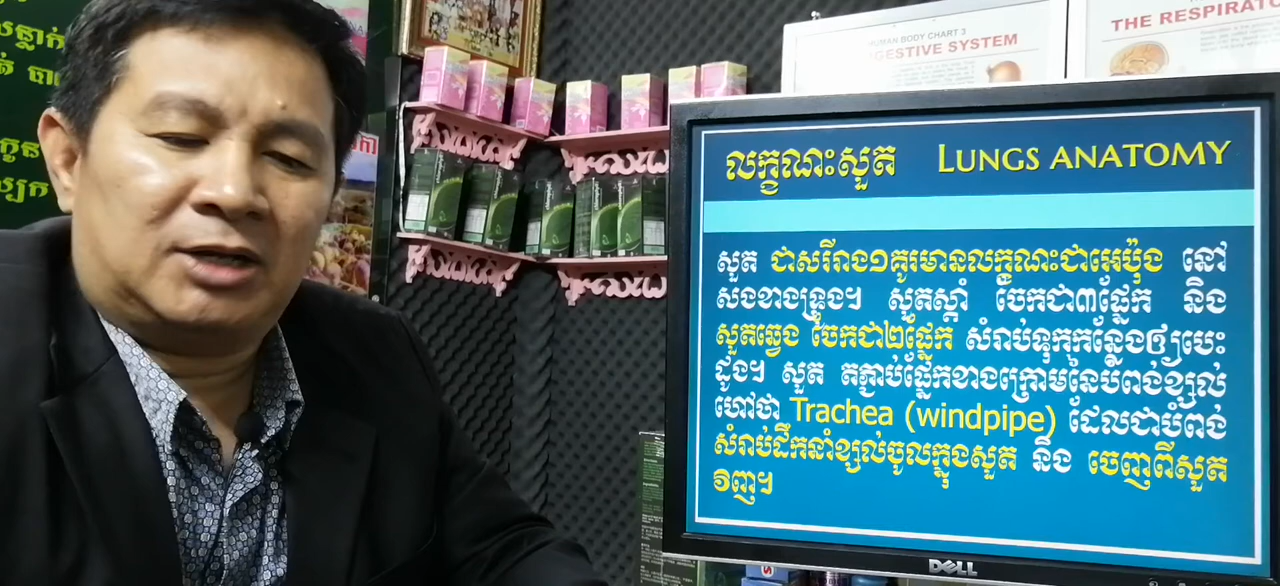 HUMAN BODY CHART 3
DIGESTIVE SYSTEM
THE RESPIRATO
លក្ខណះសួត LUNGS ANATOMY
សួត ជាសរីរាង១គូរមានលក្ខណះជាអេប៉ុង នៅ
សងខាងទ្រូង។ សួតស្តាំ ចែកជា៣ផ្នែក និង
សួតឆ្វេង ចែកជា២ផ្នែក សំរាប់ទុកកន្លែងឲ្យបេះ
ដូង។ សួត តភ្ជាប់ផ្នែកខាងក្រោមនៃបំពង់ខ្សល់
ហៅថា Trachea (windpipe) ដែលជាបំពង់
សំរាប់ដឹកនាំខ្សល់ចូលក្នុងសួត និង ចេញពីសួត
វិញ។
DELL